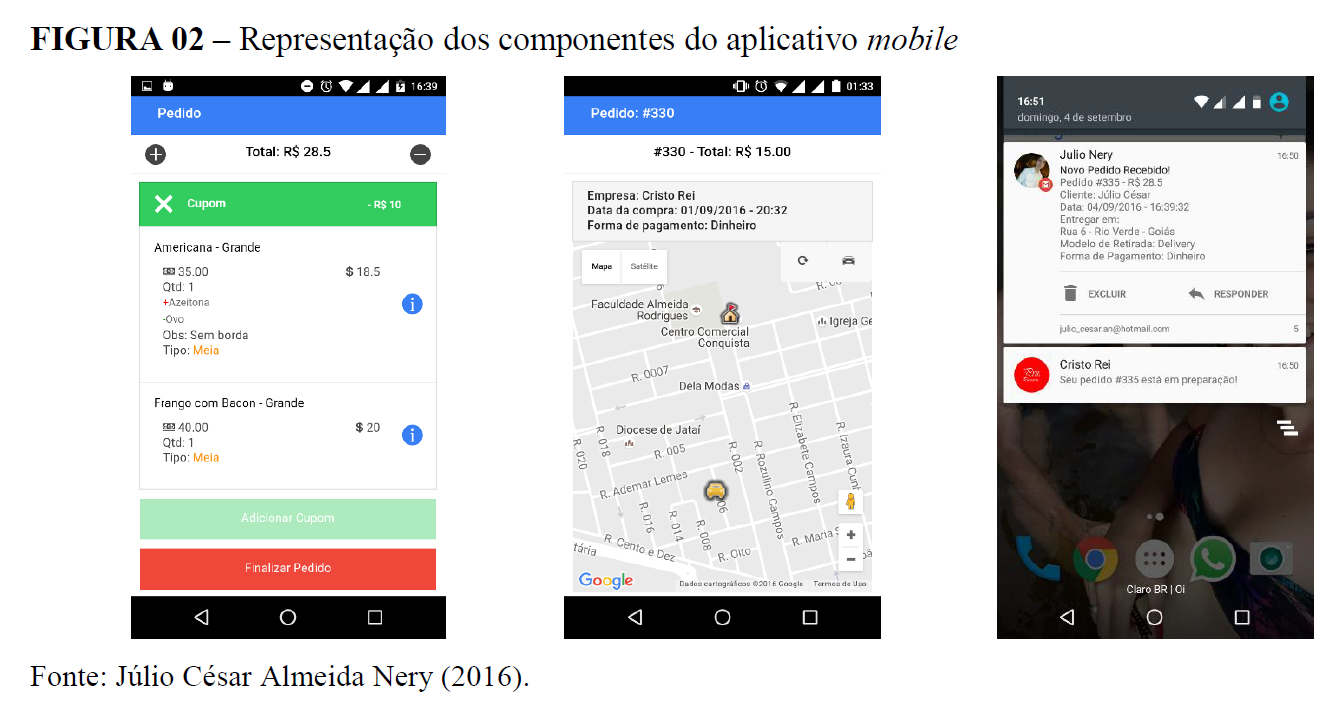 FIGURA 02 – Representação dos componentes do aplicativo mobile
16:39
Pedido
Total: R$ 28.5
Cupom - R$ 10
Americana - Grande
35.00 $ 18.5
Qtd: 1
+Azeitona
-Ovo
Obs: Sem borda
Tipo: Meia
Frango com Bacon - Grande
40.00 $ 20
Qtd: 1
Tipo: Meia
Adicionar Cupom
Finalizar Pedido
01:33
Pedido: #330
#330 - Total: R$ 15.00
Empresa: Cristo Rei
Data da compra: 01/09/2016 - 20:32
Forma de pagamento: Dinheiro
Mapa Satélite
Faculdade Almeida
Rodrigues
Centro Comercial
Conquista
Igreja Ge
R. 0007
Dela Modas
Diocese de Jataí
R. 005
R. 020
R. 018
R. 002
R. Ademar Lemes
R. Rozulino Campos
R. Elizabete Campos
R. Izaura Cunh
R. 016
R. 014
R. 008
R. Cento e Dez
R. Oito
R. Maria S
tária
Google
Dados cartográficos ©2016 Google Termos de Uso
16:51
domingo, 4 de setembro
Julio Nery 16:50
Novo Pedido Recebido!
Pedido #335 - R$ 28.5
Cliente: Júlio César
Data: 04/09/2016 - 16:39:32
Entregar em:
Rua 6 - Rio Verde - Goiás
Modelo de Retirada: Delivery
Forma de Pagamento: Dinheiro
EXCLUIR RESPONDER
julio_cesar.an@hotmail.com 5
Cristo Rei 16:50
Seu pedido #335 está em preparação!
Claro BR | Oi
Fonte: Júlio César Almeida Nery (2016).